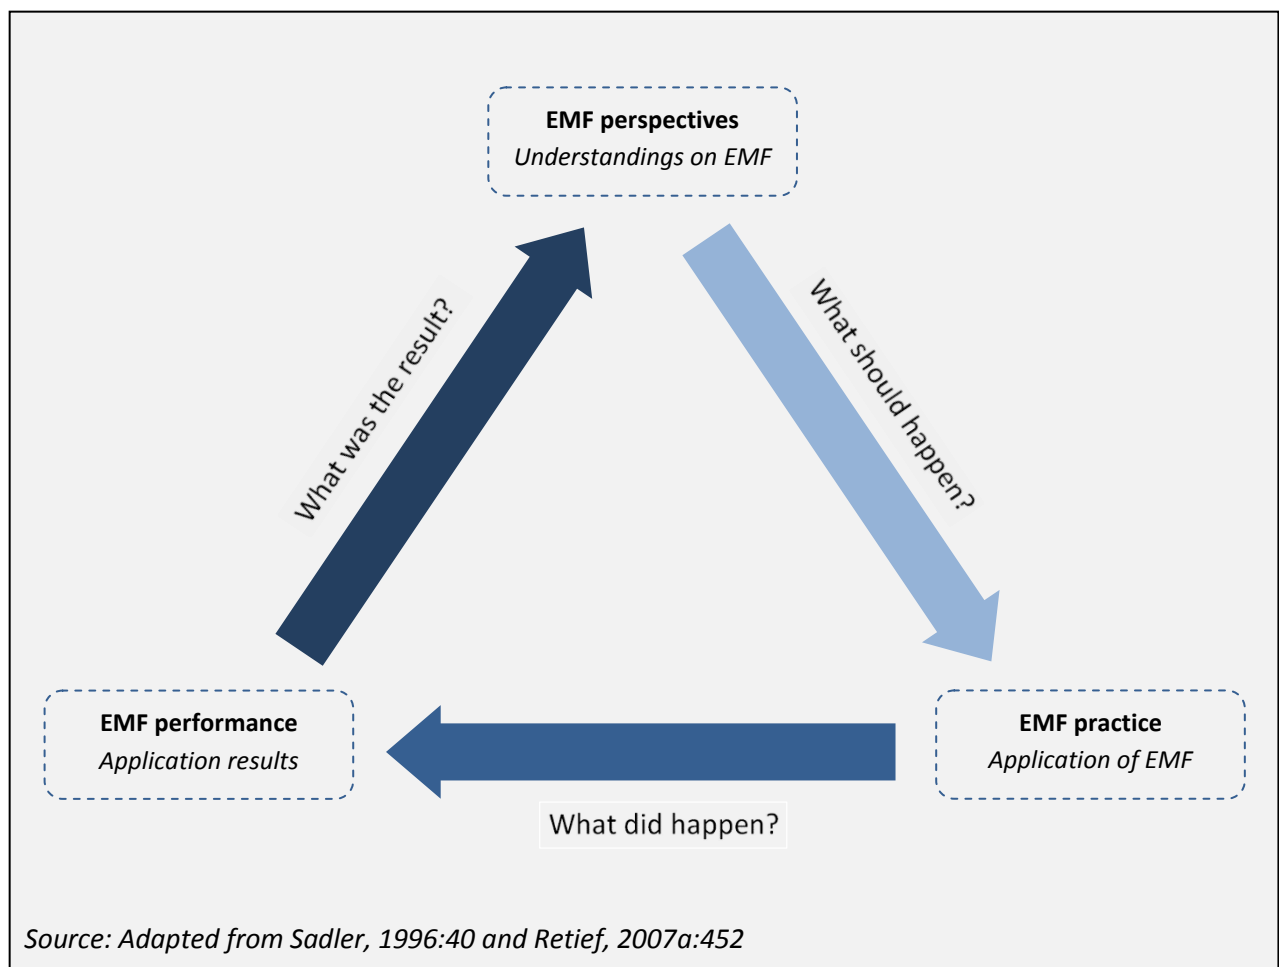 EMF perspectives
Understandings on EMF
What was the result?
What should happen?
EMF performance
Application results
EMF practice
Application of EMF
What did happen?
Source: Adapted from Sadler, 1996:40 and Retief, 2007a:452